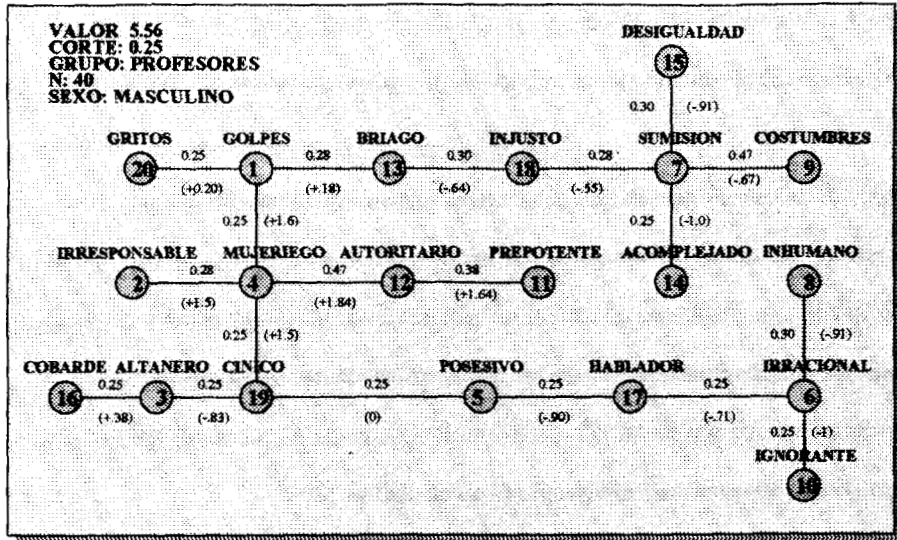 VALOR 5.56
CORTE: 0.25
GRUPO: PROFESORES
N: 40
SEXO: MASCULINO
DESIGUALDAD
15
0.30 (-.91)
GRITOS GOLPES BRIAGO INJUSTO SUMISION COSTUMBRES
0.25 0.28 0.30 0.28 0.47
20 1 13 18 7 9
(+0.20) (+.18) (-.64) (-.55) (-.67)
0.25 (+1.6) 0.25 (-1.0)
IRRESPONSABLE MUJERIEGO AUTORITARIO PREPOTENTE ACOMPLEJADO INHUMANO
0.28 0.47 0.38
2 4 12 11 14 8
(+1.5) (+1.84) (+1.64)
0.25 (+1.5) 0.30 (-.91)
COBARDE ALTANERO CINICO POSESIVO HABLADOR IRRACIONAL
0.25 0.25 0.25 0.25 0.25
16 3 19 5 17 6
(+.38) (-.83) (0) (-.90) (-.71)
0.25 (-1)
IGNORANTE